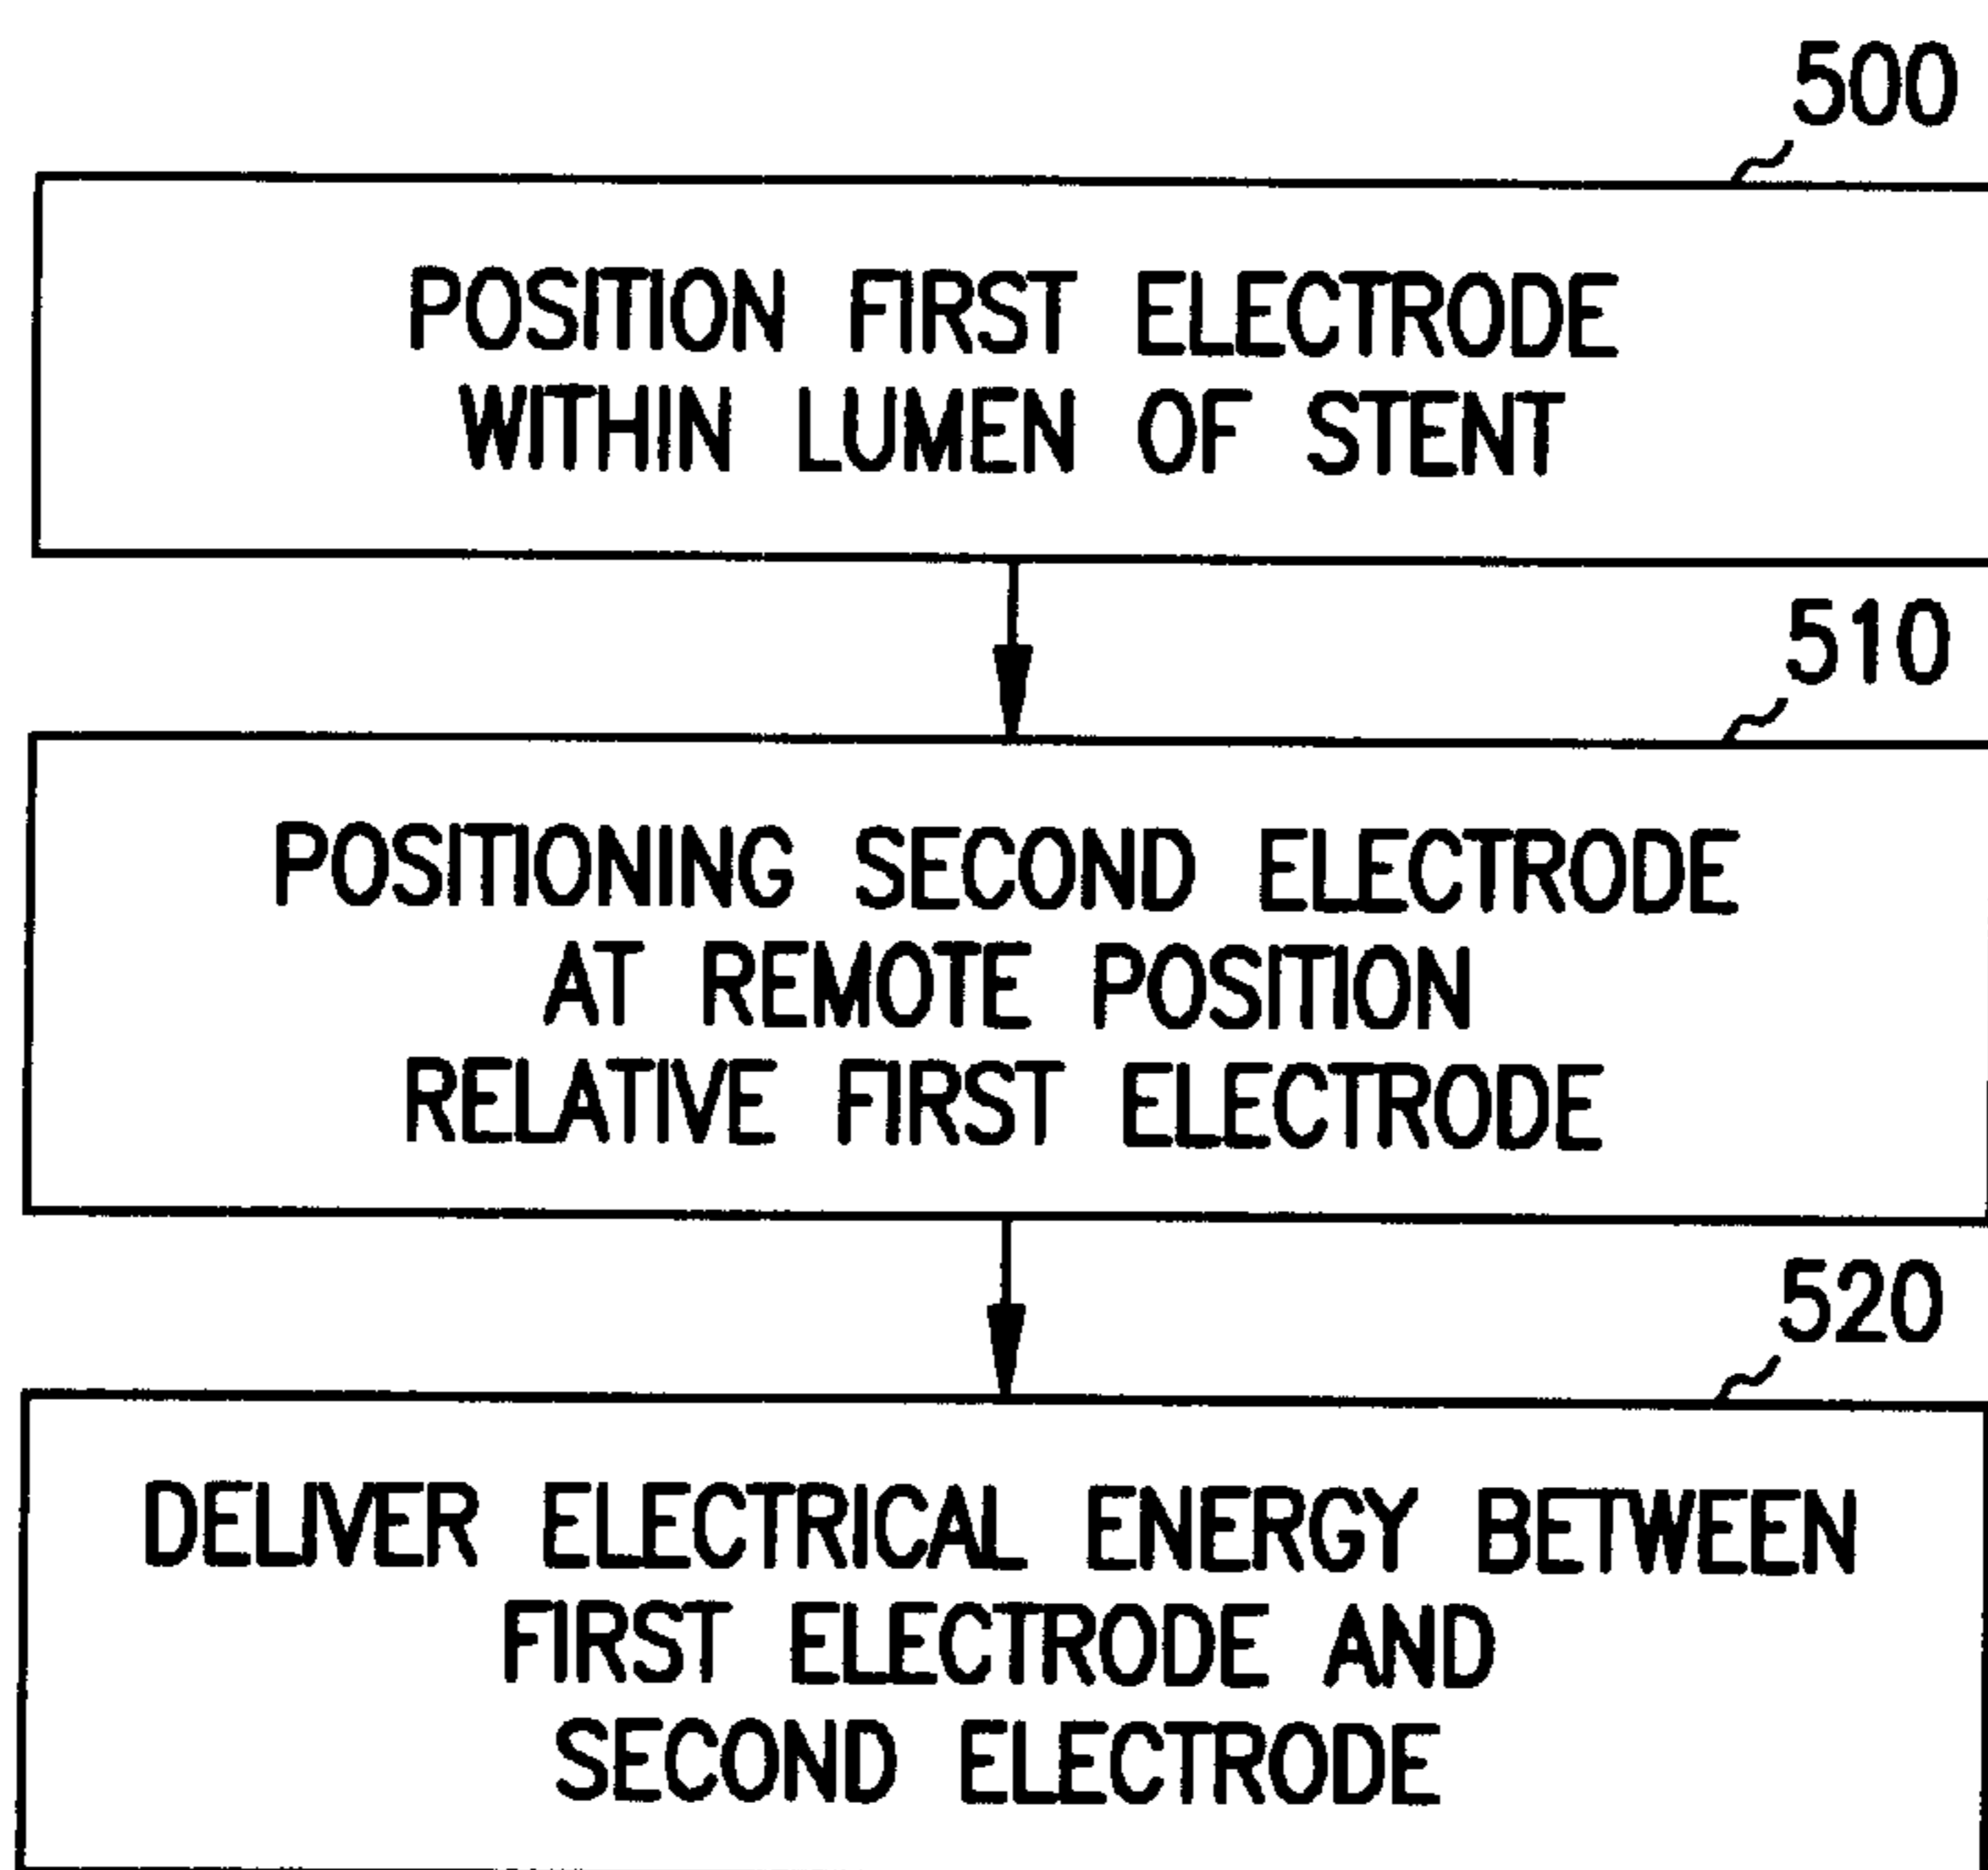 500
POSITION FIRST ELECTRODE
WITHIN LUMEN OF STENT
510
POSITIONING SECOND ELECTRODE
AT REMOTE POSITION
RELATIVE FIRST ELECTRODE
520
DELIVER ELECTRICAL ENERGY BETWEEN
FIRST ELECTRODE AND
SECOND ELECTRODE